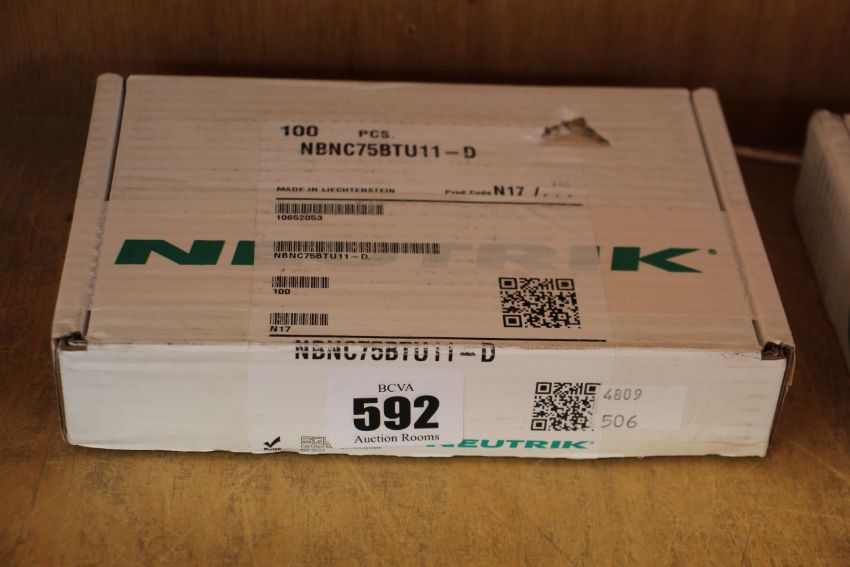 100 PCS.
NBNC75BTU11-D
MADE IN LIECHTENSTEIN Prod. Code N17 /...
10652053
NEUTRIK
NBNC75BTU11-D
100
N17
NBNC75BTU11-D
BCVA
592
Auction Rooms
4809
506
NEUTRIK